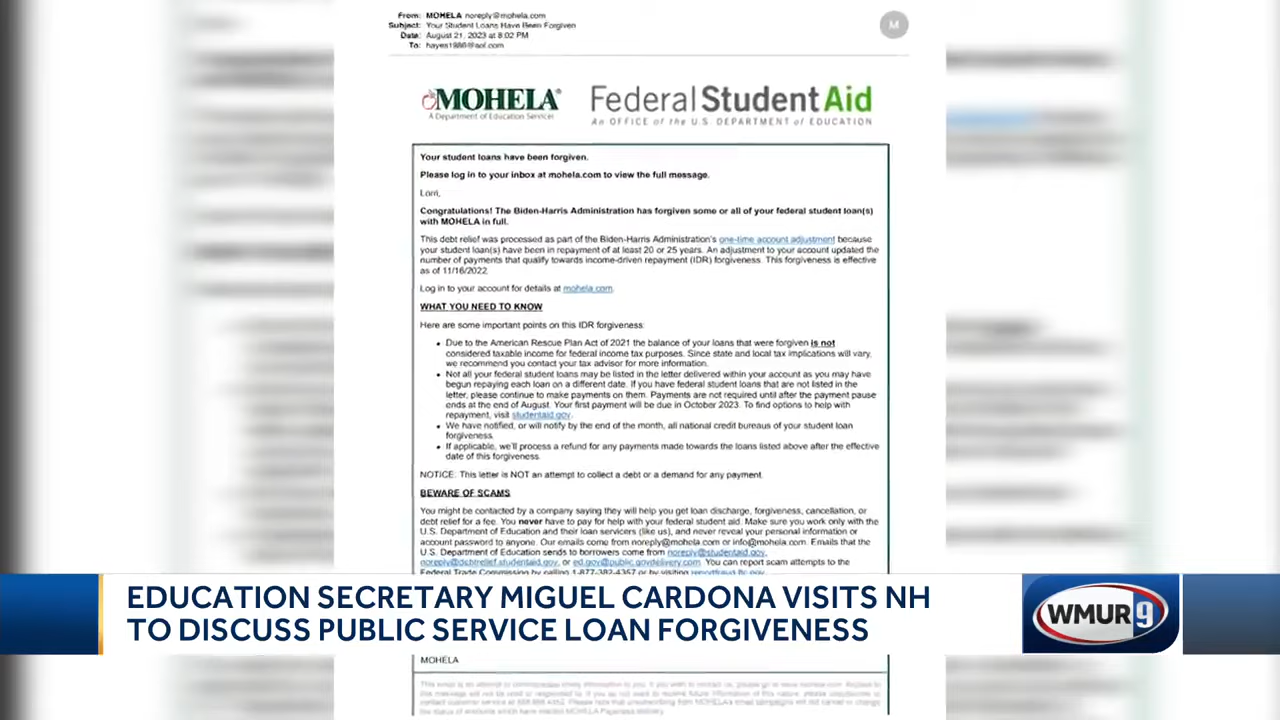 From: MOHELA noreply@mohela.com
Subject: Your Student Loans Have Been Forgiven
Date: August 21, 2023 at 8:02 PM
To: hayes1986@aol.com
M
MOHELA®
A Department of Education Servicer
Federal Student Aid
An OFFICE of the U.S. DEPARTMENT of EDUCATION
Your student loans have been forgiven.
Please log in to your inbox at mohela.com to view the full message.
Lorri,
Congratulations! The Biden-Harris Administration has forgiven some or all of your federal student loan(s)
with MOHELA in full.
This debt relief was processed as part of the Biden-Harris Administration's one-time account adjustment because
your student loan(s) have been in repayment of at least 20 or 25 years. An adjustment to your account updated the
number of payments that qualify towards income-driven repayment (IDR) forgiveness. This forgiveness is effective
as of 11/16/2022.
Log in to your account for details at mohela.com.
WHAT YOU NEED TO KNOW
Here are some important points on this IDR forgiveness:
• Due to the American Rescue Plan Act of 2021 the balance of your loans that were forgiven is not
considered taxable income for federal income tax purposes. Since state and local tax implications will vary,
we recommend you contact your tax advisor for more information.
• Not all your federal student loans may be listed in the letter delivered within your account as you may have
begun repaying each loan on a different date. If you have federal student loans that are not listed in the
letter, please continue to make payments on them. Payments are not required until after the payment pause
ends at the end of August. Your first payment will be due in October 2023. To find options to help with
repayment, visit studentaid.gov.
• We have notified, or will notify by the end of the month, all national credit bureaus of your student loan
forgiveness.
• If applicable, we'll process a refund for any payments made towards the loans listed above after the effective
date of this forgiveness.
NOTICE: This letter is NOT an attempt to collect a debt or a demand for any payment.
BEWARE OF SCAMS
You might be contacted by a company saying they will help you get loan discharge, forgiveness, cancellation, or
debt relief for a fee. You never have to pay for help with your federal student aid. Make sure you work only with the
U.S. Department of Education and their loan servicers (like us), and never reveal your personal information or
account password to anyone. Our emails come from noreply@mohela.com or info@mohela.com. Emails that the
U.S. Department of Education sends to borrowers come from noreply@studentaid.gov,
noreply@debtrelief.studentaid.gov, or ed.gov@public.govdelivery.com. You can report scam attempts to the
Federal Trade Commission by calling 1-877-382-4357 or by visiting reportfraud.ftc.gov.
EDUCATION SECRETARY MIGUEL CARDONA VISITS NH
TO DISCUSS PUBLIC SERVICE LOAN FORGIVENESS
WMUR 9
MOHELA